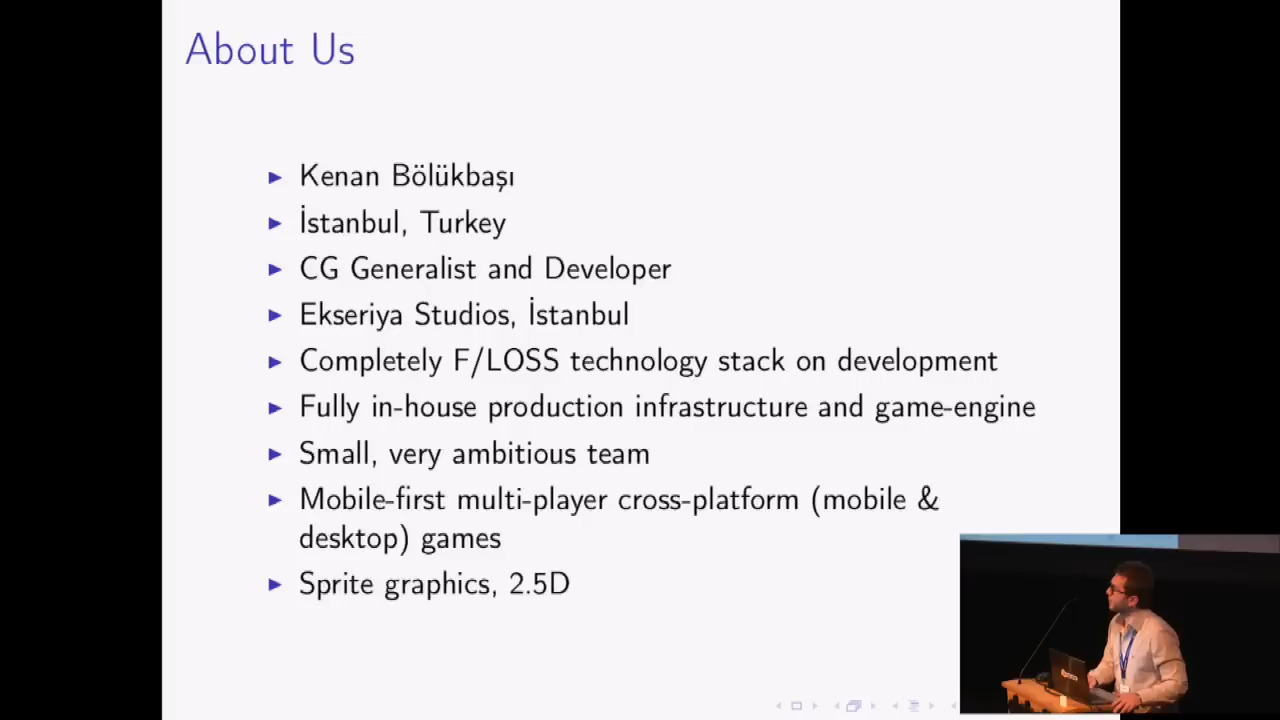 About Us
Kenan Bölükbaşı
İstanbul, Turkey
CG Generalist and Developer
Ekseriya Studios, İstanbul
Completely F/LOSS technology stack on development
Fully in-house production infrastructure and game-engine
Small, very ambitious team
Mobile-first multi-player cross-platform (mobile &
desktop) games
Sprite graphics, 2.5D